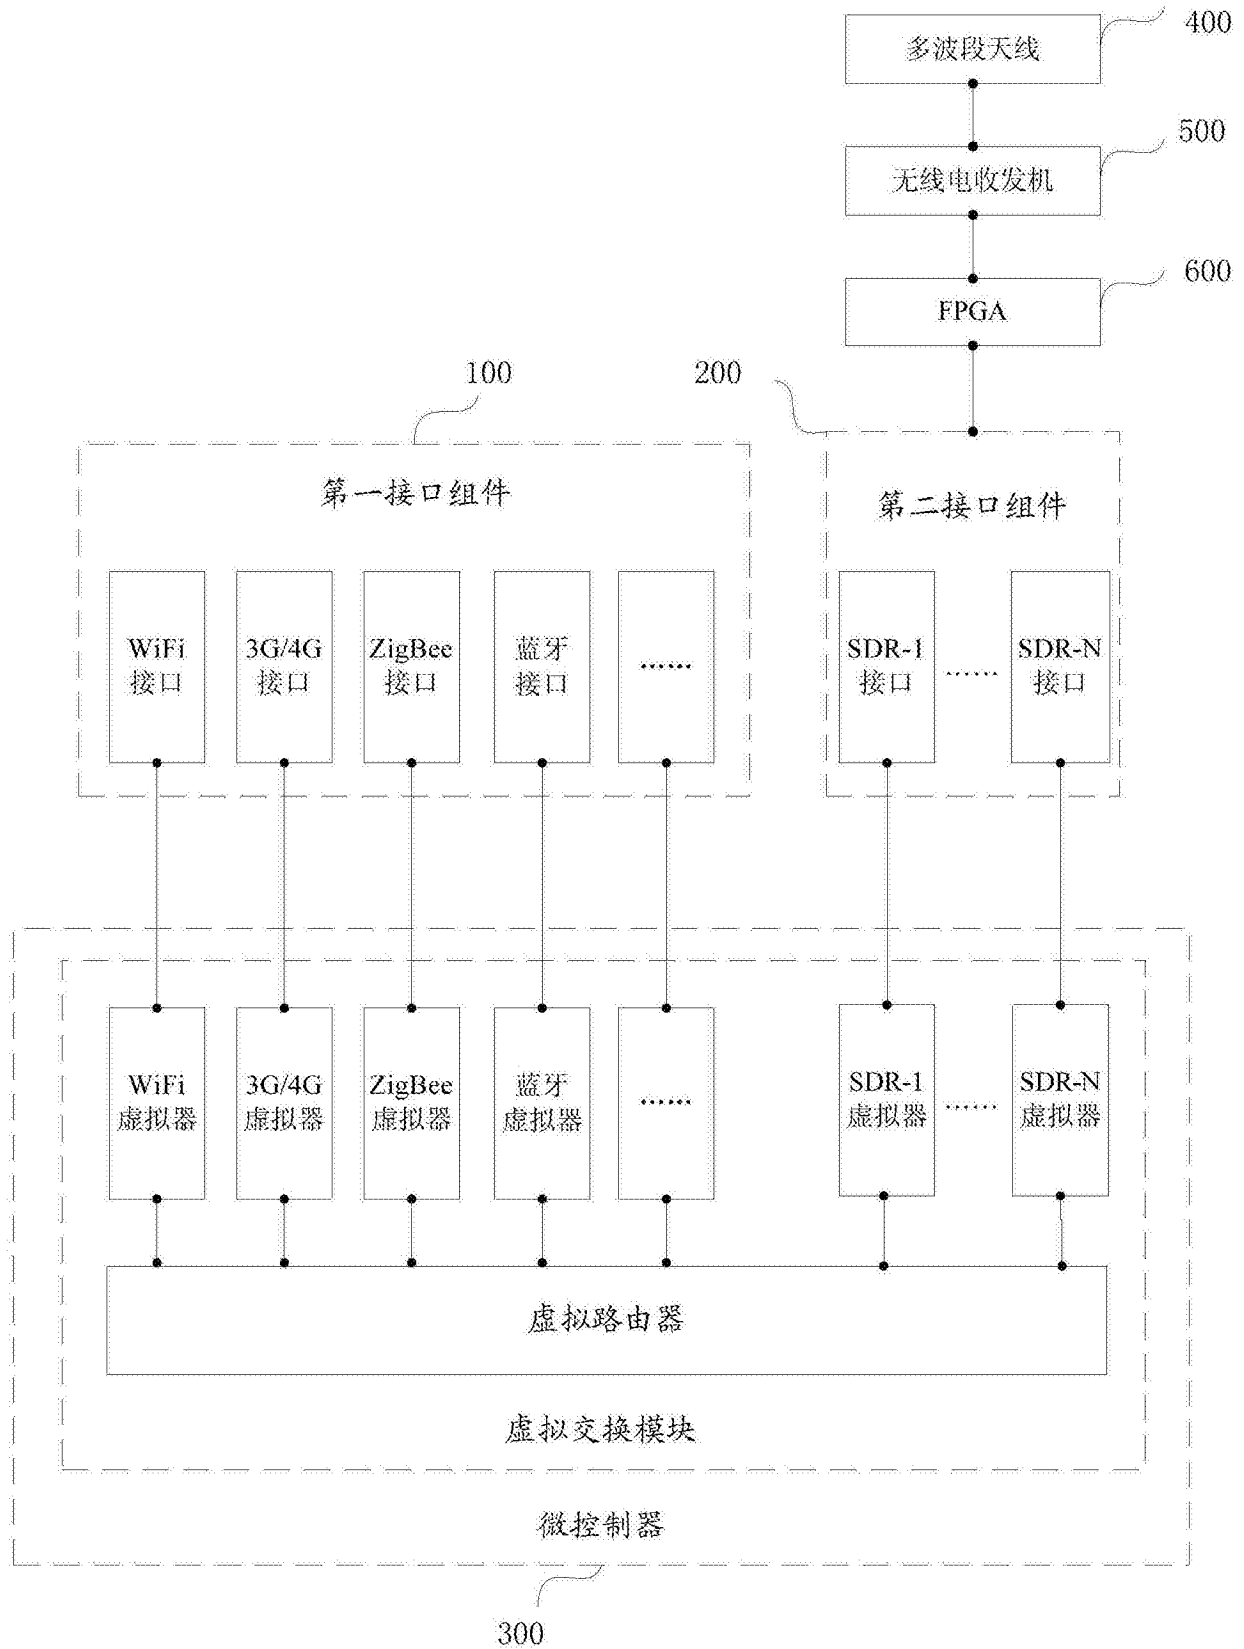 400
多波段天线
500
无线电收发机
600
FPGA
100
200
第一接口组件
第二接口组件
WiFi
接口
3G/4G
接口
ZigBee
接口
蓝牙
接口
……
SDR-1
接口
……
SDR-N
接口
WiFi
虚拟器
3G/4G
虚拟器
ZigBee
虚拟器
蓝牙
虚拟器
……
SDR-1
虚拟器
……
SDR-N
虚拟器
虚拟路由器
虚拟交换模块
微控制器
300